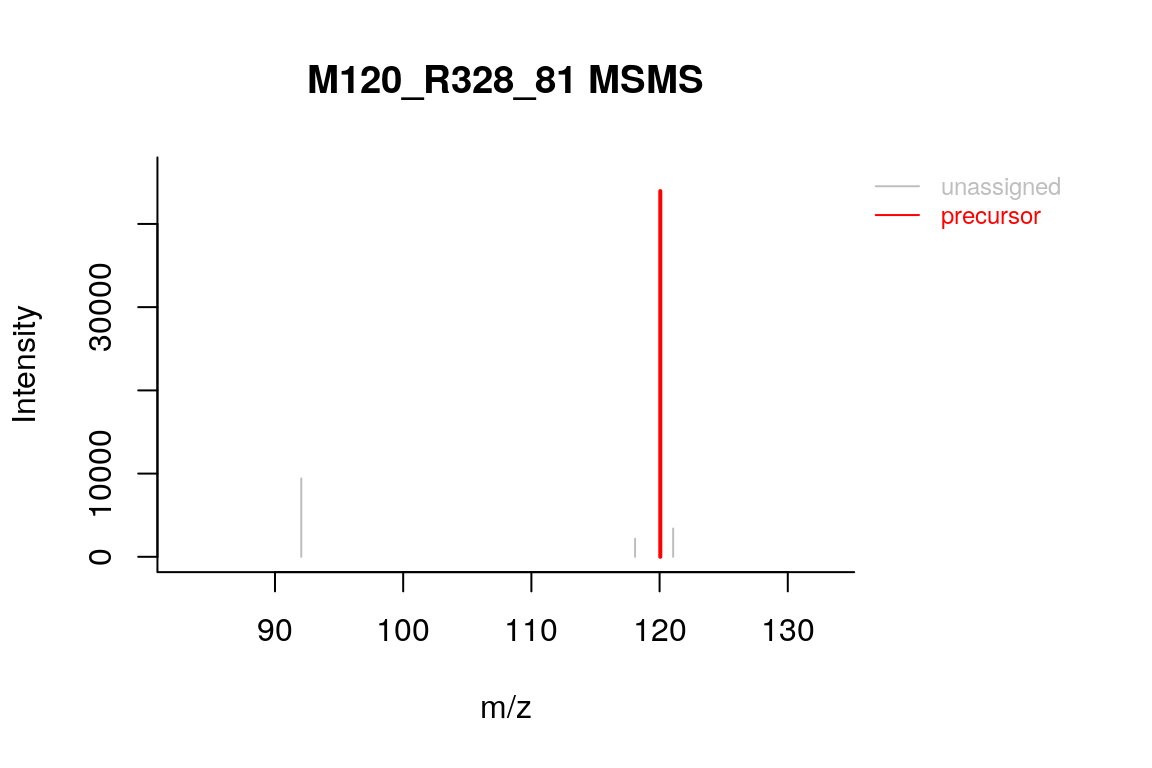 M120_R328_81 MSMS
unassigned
precursor
Intensity
30000
10000
0
90 100 110 120 130
m/z